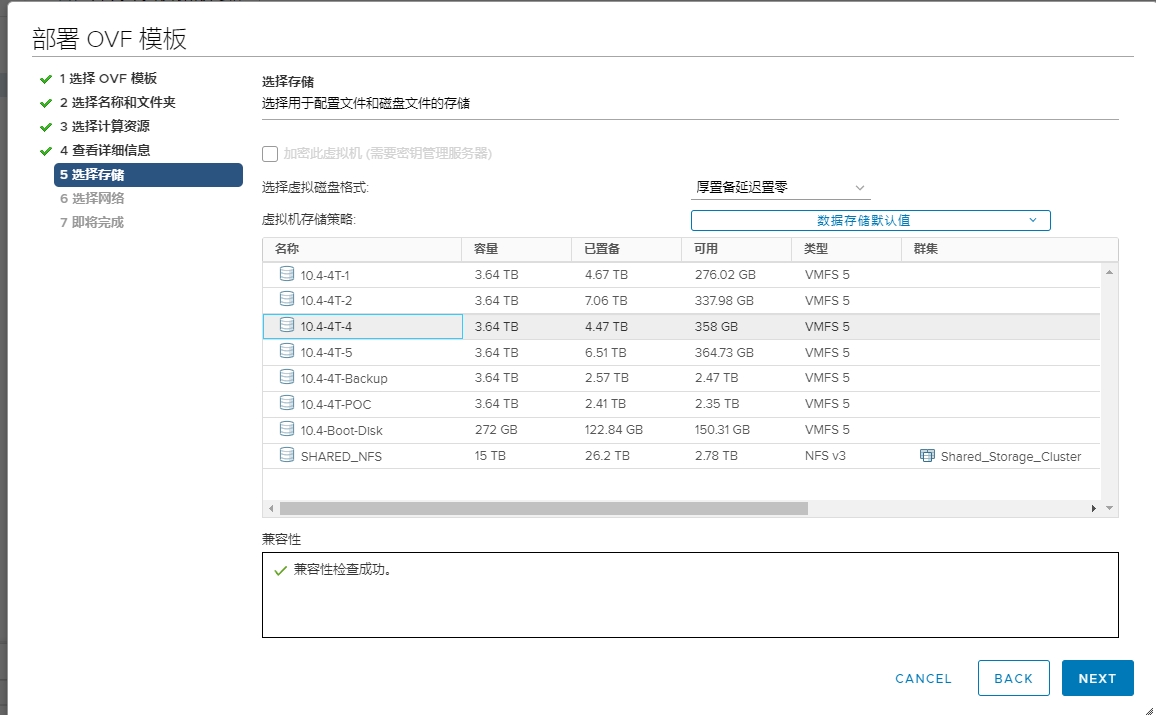 部署 OVF 模板
1 选择 OVF 模板
2 选择名称和文件夹
3 选择计算资源
4 查看详细信息
5 选择存储
6 选择网络
7 即将完成
选择存储
选择用于配置文件和磁盘文件的存储
加密此虚拟机 (需要密钥管理服务器)
选择虚拟磁盘格式: 厚置备延迟置零
虚拟机存储策略: 数据存储默认值
名称 容量 已置备 可用 类型 群集
10.4-4T-1 3.64 TB 4.67 TB 276.02 GB VMFS 5
10.4-4T-2 3.64 TB 7.06 TB 337.98 GB VMFS 5
10.4-4T-4 3.64 TB 4.47 TB 358 GB VMFS 5
10.4-4T-5 3.64 TB 6.51 TB 364.73 GB VMFS 5
10.4-4T-Backup 3.64 TB 2.57 TB 2.47 TB VMFS 5
10.4-4T-POC 3.64 TB 2.41 TB 2.35 TB VMFS 5
10.4-Boot-Disk 272 GB 122.84 GB 150.31 GB VMFS 5
SHARED_NFS 15 TB 26.2 TB 2.78 TB NFS v3 Shared_Storage_Cluster
兼容性
兼容性检查成功。
CANCEL BACK NEXT